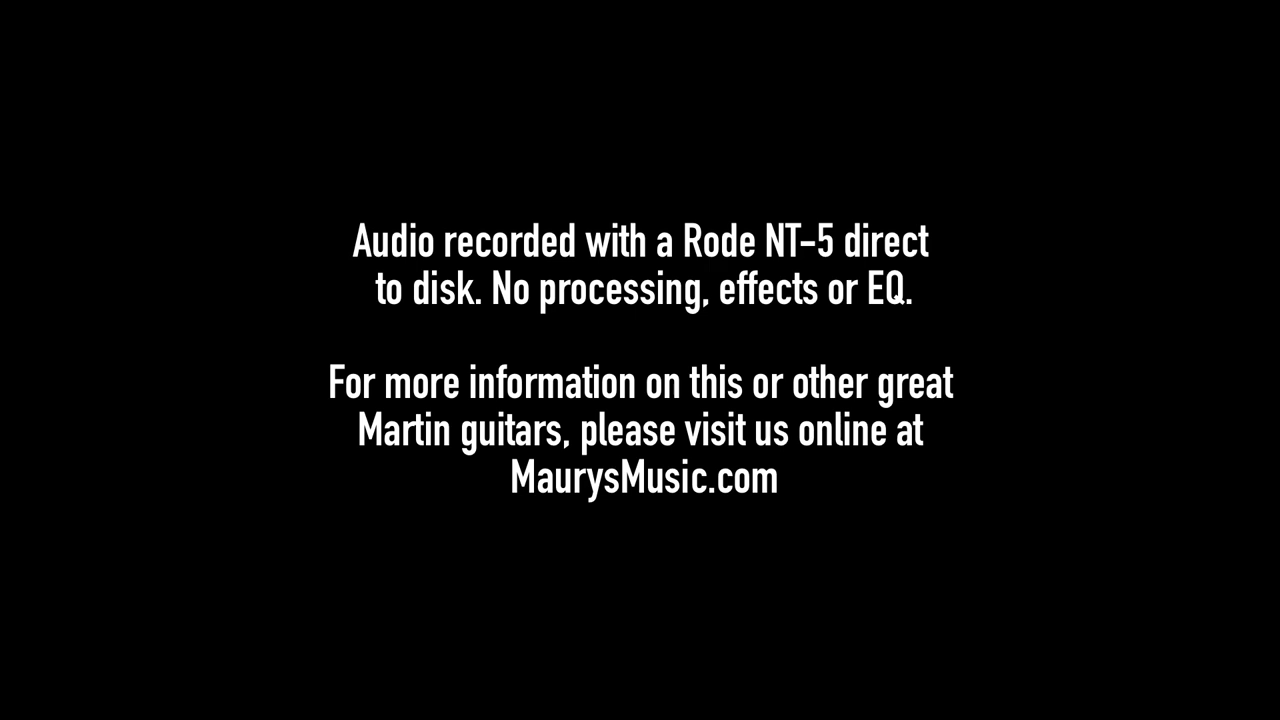 Audio recorded with a Rode NT-5 direct
to disk. No processing, effects or EQ.
For more information on this or other great
Martin guitars, please visit us online at
MaurysMusic.com